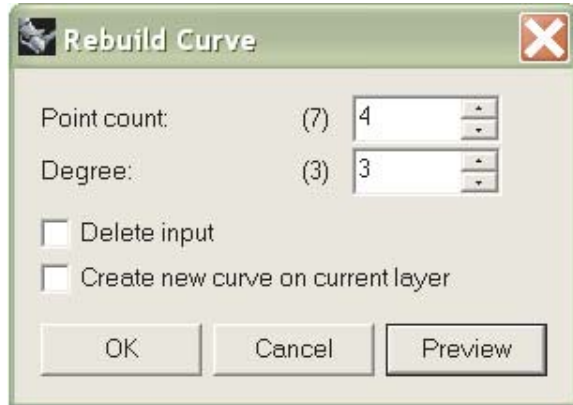 Rebuild Curve
Point count: (7) 4
Degree: (3) 3
Delete input
Create new curve on current layer
OK Cancel Preview